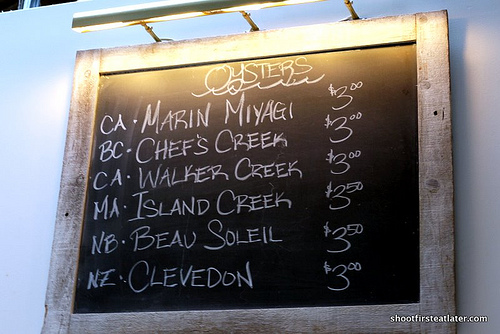 OYSTERS
CA · MARIN MIYAGI $3.00
BC · CHEF'S CREEK $3.00
CA · WALKER CREEK $3.00
MA · ISLAND CREEK $3.50
NB · BEAU SOLEIL $3.50
NZ · CLEVEDON $3.00
shootfirsteatlater.com